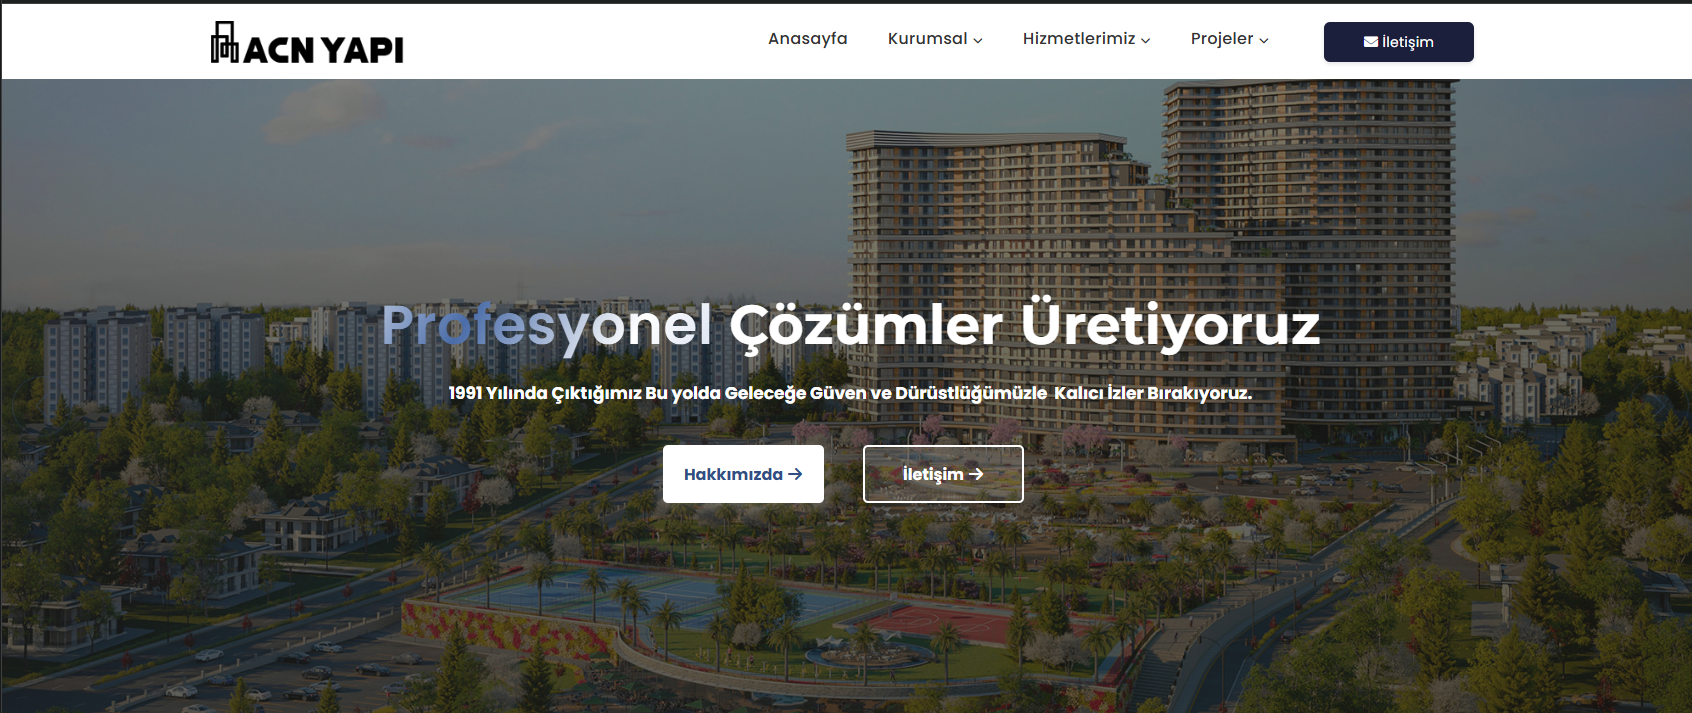 ACN YAPI
Anasayfa Kurumsal Hizmetlerimiz Projeler İletişim
Profesyonel Çözümler Üretiyoruz
1991 Yılında Çıktığımız Bu yolda Geleceğe Güven ve Dürüstlüğümüzle Kalıcı İzler Bırakıyoruz.
Hakkımızda → İletişim →